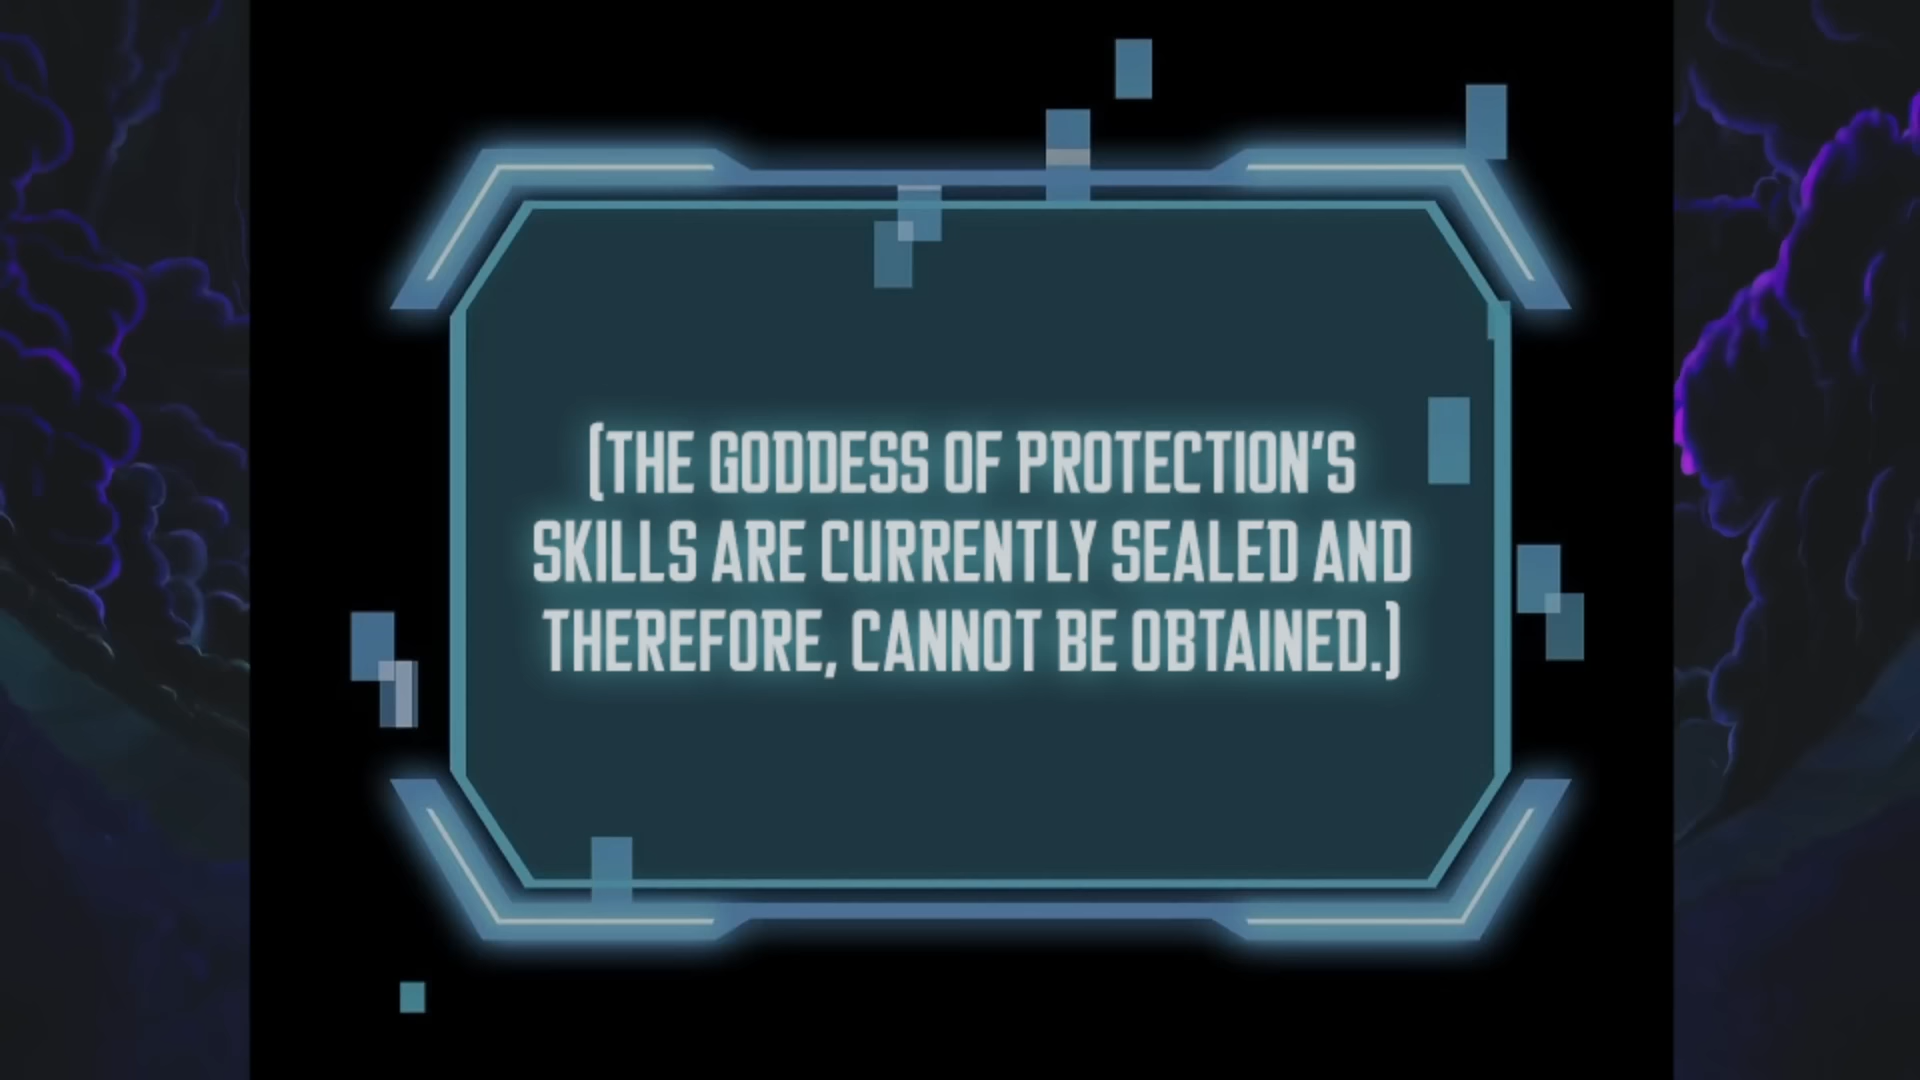 (THE GODDESS OF PROTECTION'S
SKILLS ARE CURRENTLY SEALED AND
THEREFORE, CANNOT BE OBTAINED.)